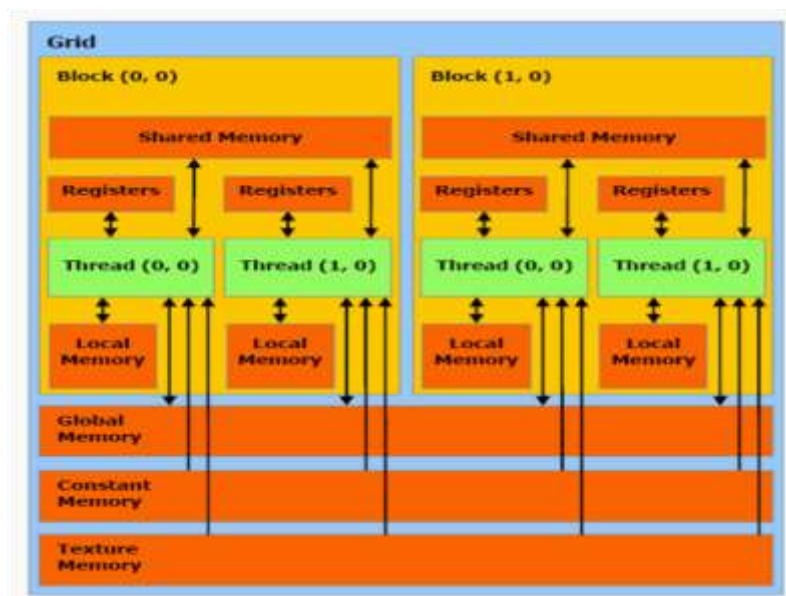 Grid
Block (0, 0)
Block (1, 0)
Shared Memory
Shared Memory
Registers
Registers
Registers
Registers
Thread (0, 0)
Thread (1, 0)
Thread (0, 0)
Thread (1, 0)
Local
Memory
Local
Memory
Local
Memory
Local
Memory
Global
Memory
Constant
Memory
Texture
Memory